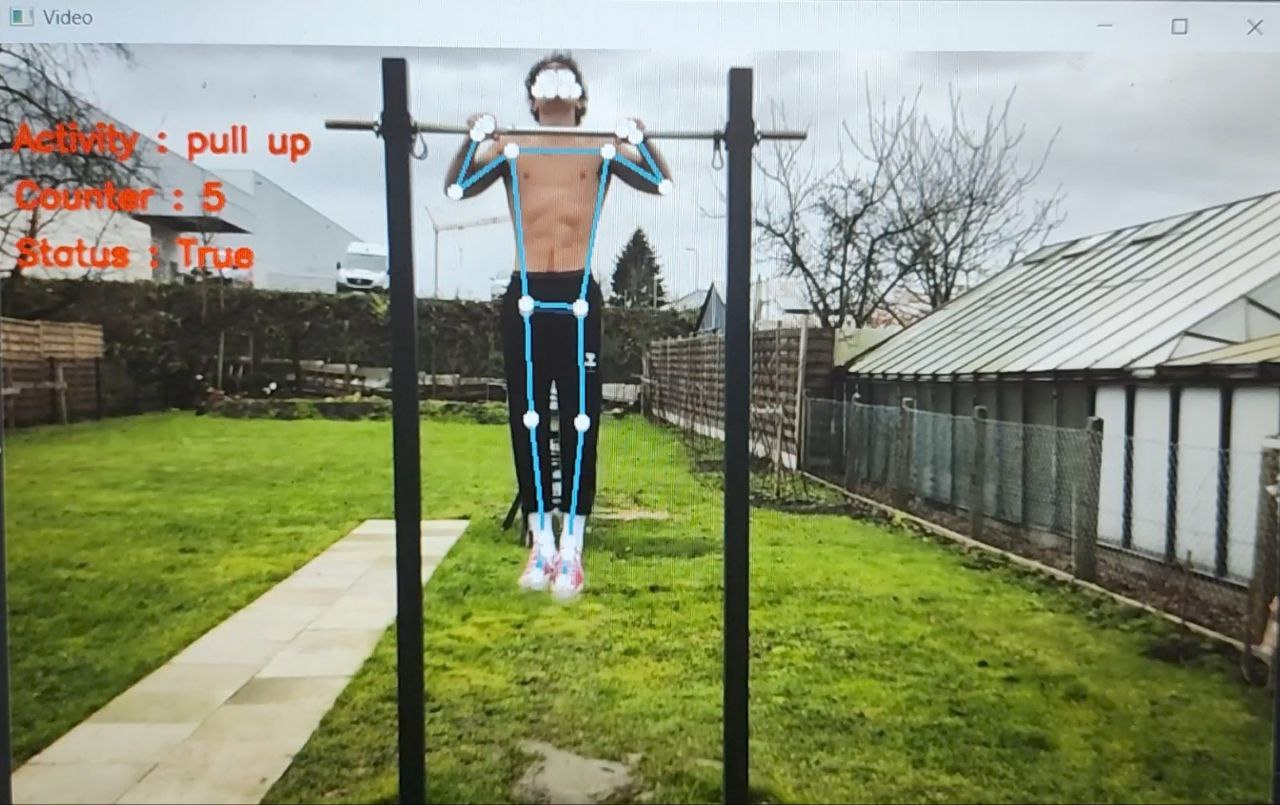 Video
Activity : pull up
Counter : 5
Status : True